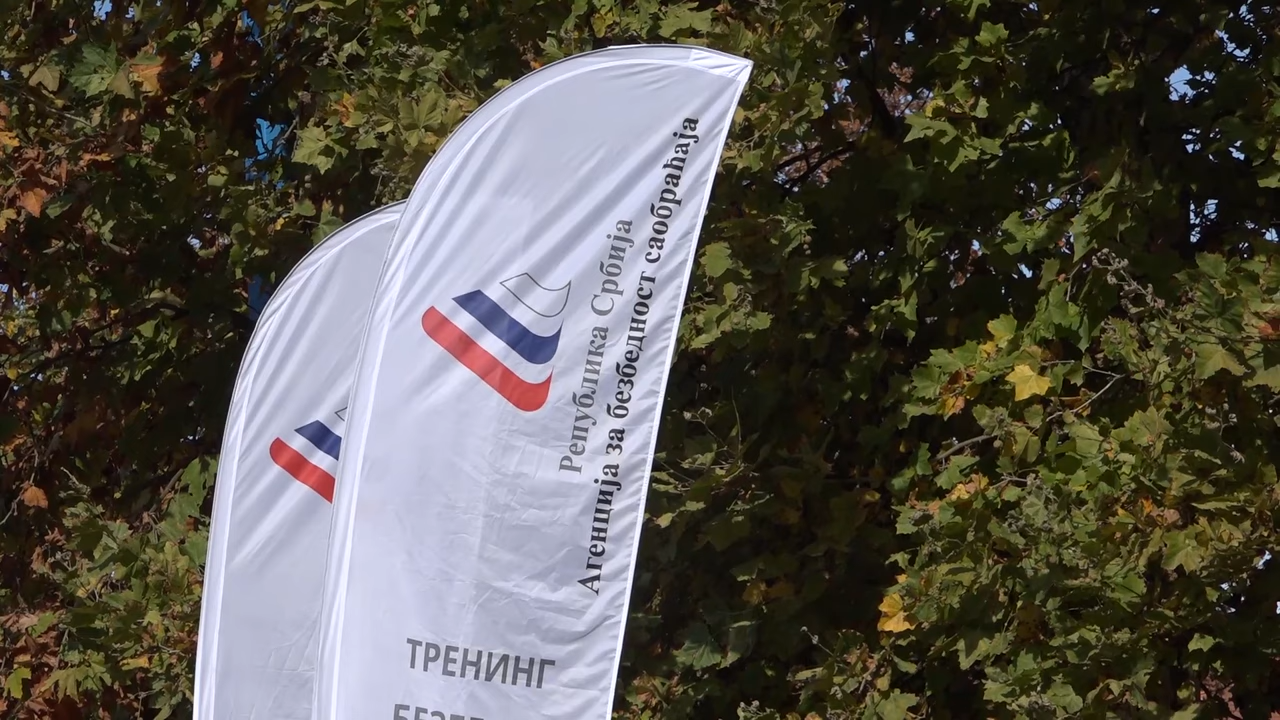 Република Србија
Агенција за безбедност саобраћаја
ТРЕНИНГ